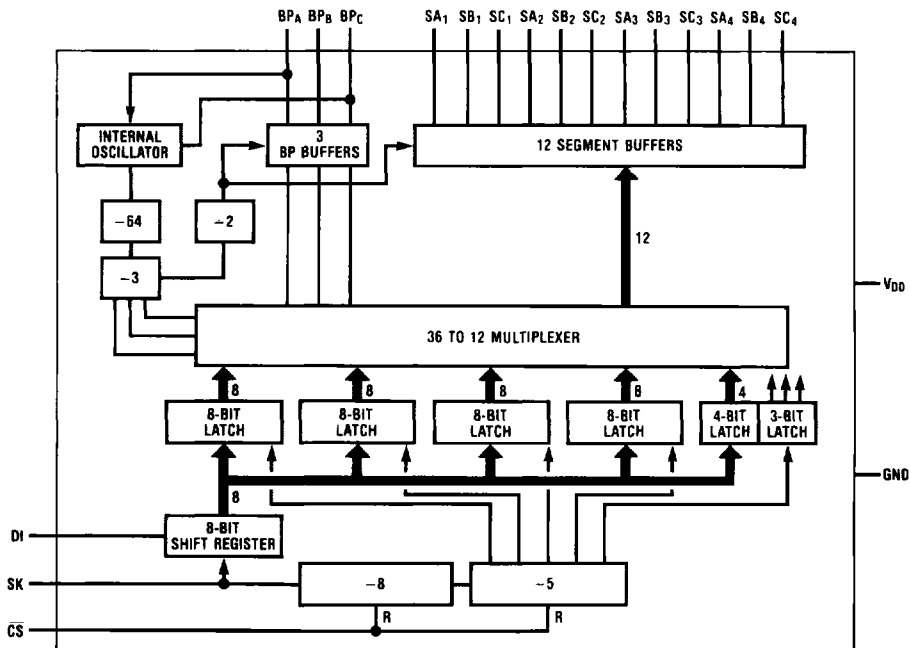 BPA BPB BPC SA1 SB1 SC1 SA2 SB2 SC2 SA3 SB3 SC3 SA4 SB4 SC4
INTERNAL
OSCILLATOR
3
BP BUFFERS
12 SEGMENT BUFFERS
−64
−2
12
−3
VDD
36 TO 12 MULTIPLEXER
8 8 8 8 4
8-BIT
LATCH
8-BIT
LATCH
8-BIT
LATCH
8-BIT
LATCH
4-BIT
LATCH
3-BIT
LATCH
GND
8
DI
8-BIT
SHIFT REGISTER
SK
−8
−5
R R
CS